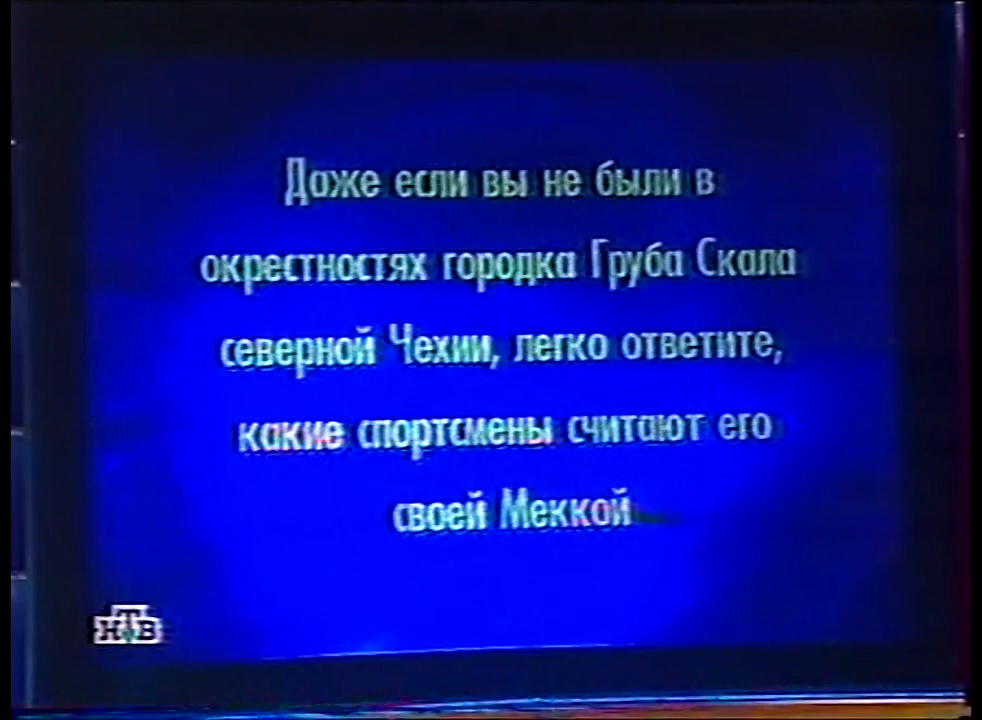 Даже если вы не были в
окрестностях городка Груба Скала
северной Чехии, легко ответите,
какие спортсмены считают его
своей Меккой
НТВ